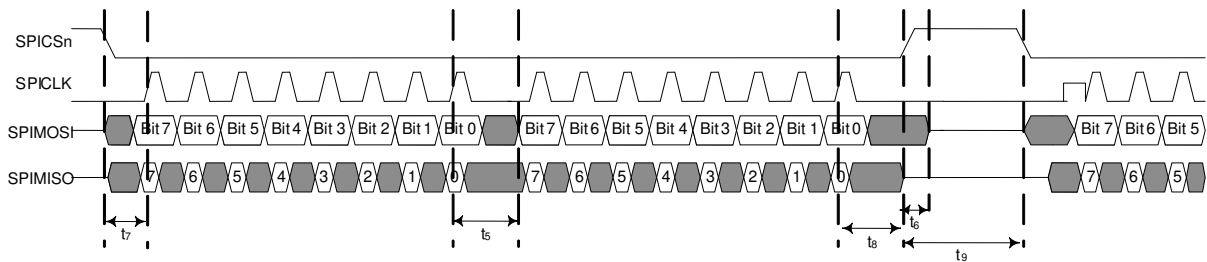 SPICSn
SPICLK
SPIMOSI Bit 7 Bit 6 Bit 5 Bit 4 Bit 3 Bit 2 Bit 1 Bit 0 Bit 7 Bit 6 Bit 5 Bit 4 Bit 3 Bit 2 Bit 1 Bit 0 Bit 7 Bit 6 Bit 5
SPIMISO 7 6 5 4 3 2 1 0 7 6 5 4 3 2 1 0 7 6 5
t7 t5 t8 t6 t9